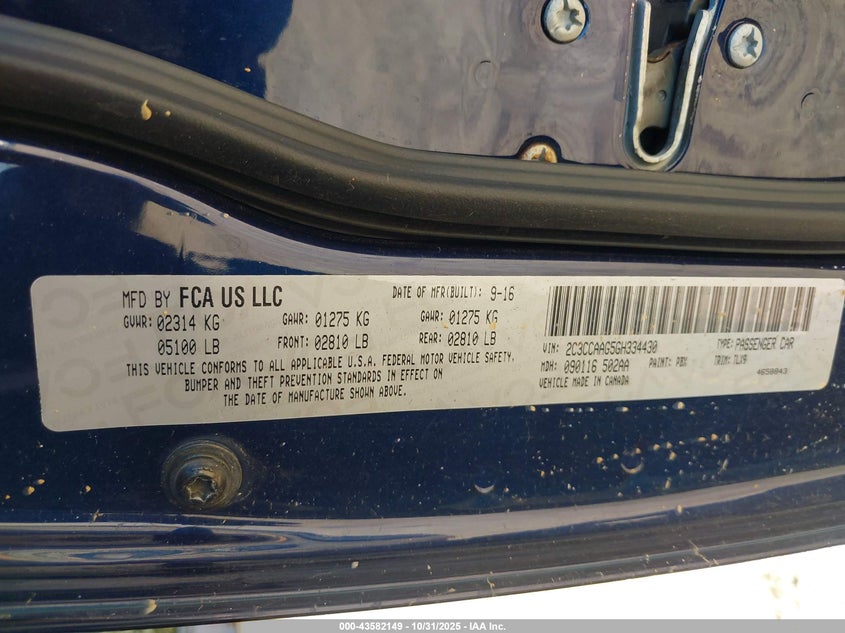 MFD BY FCA US LLC
DATE OF MFR(BUILT): 9-16
GVWR: 02314 KG GAWR: 01275 KG GAWR: 01275 KG
05100 LB FRONT: 02810 LB REAR: 02810 LB
THIS VEHICLE CONFORMS TO ALL APPLICABLE U.S.A. FEDERAL MOTOR VEHICLE SAFETY,
BUMPER AND THEFT PREVENTION STANDARDS IN EFFECT ON
THE DATE OF MANUFACTURE SHOWN ABOVE.
VIN: 2C3CCAAG5GH334430 TYPE: PASSENGER CAR
MDH: 090116 502AA PAINT: PBX TRIM: TLX9
VEHICLE MADE IN CANADA 4658843
000-43582149 - 10/31/2025 - IAA Inc.